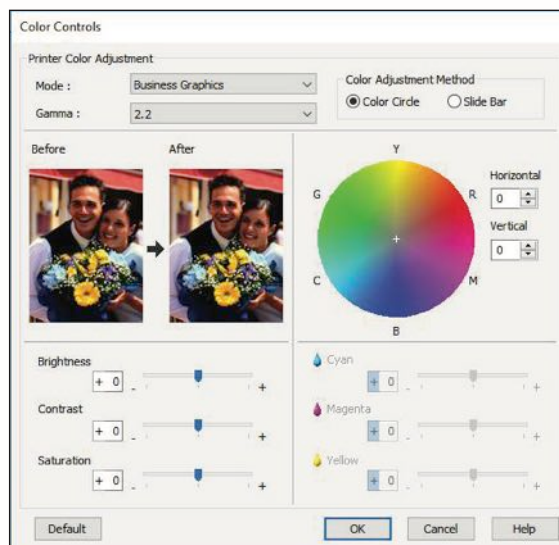 Color Controls
Printer Color Adjustment
Mode : Business Graphics
Gamma : 2.2
Color Adjustment Method
Color Circle Slide Bar
Before After
Y
G R
C M
B
Horizontal
0
Vertical
0
Brightness
+ 0 - +
Contrast
+ 0 - +
Saturation
+ 0 - +
Cyan
+ 0 - +
Magenta
+ 0 - +
Yellow
+ 0 - +
Default OK Cancel Help